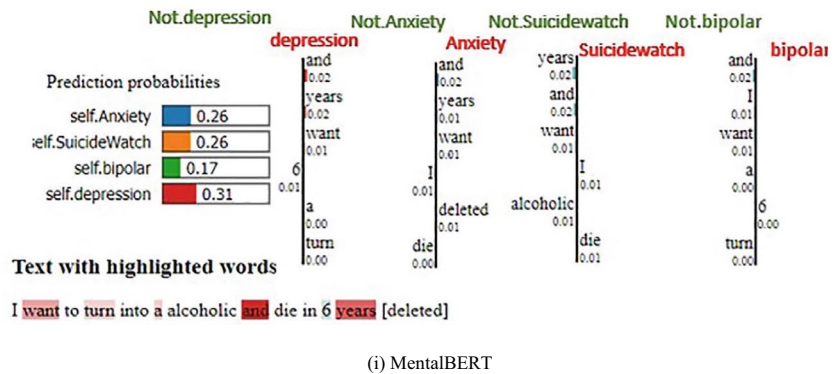 Not.depression
depression
and
0.02
years
0.02
want
0.01
6
0.01
a
0.00
turn
0.00
Not.Anxiety
Anxiety
and
0.02
years
0.01
want
0.01
I
0.01
deleted
0.01
die
0.00
Not.Suicidewatch
Suicidewatch
years
0.02
and
0.02
want
0.01
I
0.01
alcoholic
0.01
die
0.01
Not.bipolar
bipolar
and
0.02
I
0.01
want
0.01
a
0.00
6
0.00
turn
0.00
Prediction probabilities
self.Anxiety 0.26
self.SuicideWatch 0.26
self.bipolar 0.17
self.depression 0.31
Text with highlighted words
I want to turn into a alcoholic and die in 6 years [deleted]
(i) MentalBERT